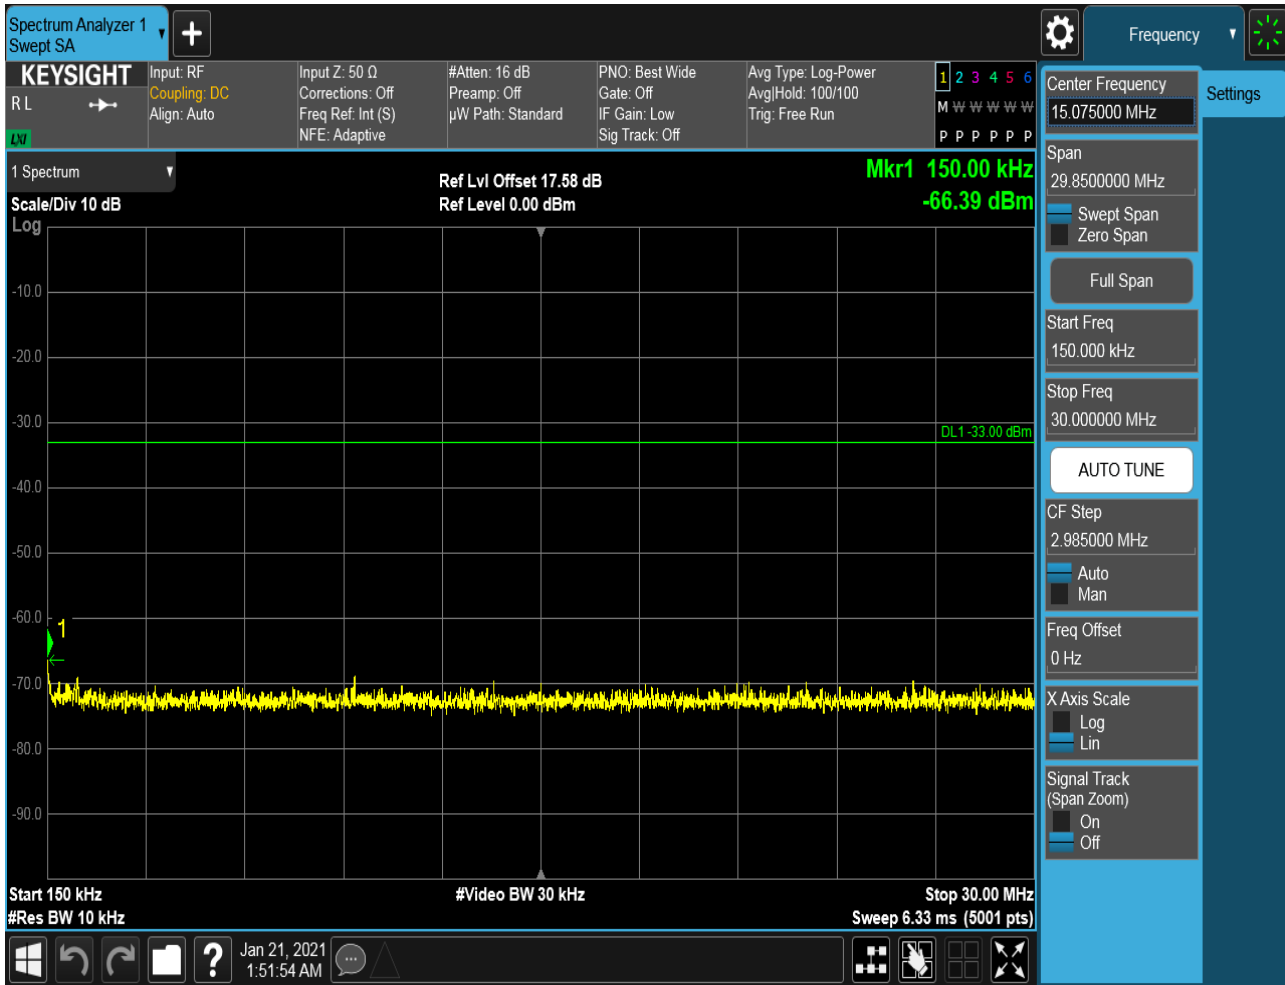 Spectrum Analyzer 1
Swept SA
+
Frequency
KEYSIGHT
R L
LXI
Input: RF
Coupling: DC
Align: Auto
Input Z: 50 Ω
Corrections: Off
Freq Ref: Int (S)
NFE: Adaptive
#Atten: 16 dB
Preamp: Off
µW Path: Standard
PNO: Best Wide
Gate: Off
IF Gain: Low
Sig Track: Off
Avg Type: Log-Power
Avg|Hold: 100/100
Trig: Free Run
1 2 3 4 5 6
M W W W W W
P P P P P P
1 Spectrum
Scale/Div 10 dB
Log
Ref Lvl Offset 17.58 dB
Ref Level 0.00 dBm
Mkr1 150.00 kHz
-66.39 dBm
-10.0
-20.0
-30.0
DL1 -33.00 dBm
-40.0
-50.0
-60.0
1
-70.0
-80.0
-90.0
Start 150 kHz
#Video BW 30 kHz
Stop 30.00 MHz
#Res BW 10 kHz
Sweep 6.33 ms (5001 pts)
Jan 21, 2021
1:51:54 AM
?
Center Frequency
15.075000 MHz
Settings
Span
29.8500000 MHz
Swept Span
Zero Span
Full Span
Start Freq
150.000 kHz
Stop Freq
30.000000 MHz
AUTO TUNE
CF Step
2.985000 MHz
Auto
Man
Freq Offset
0 Hz
X Axis Scale
Log
Lin
Signal Track
(Span Zoom)
On
Off